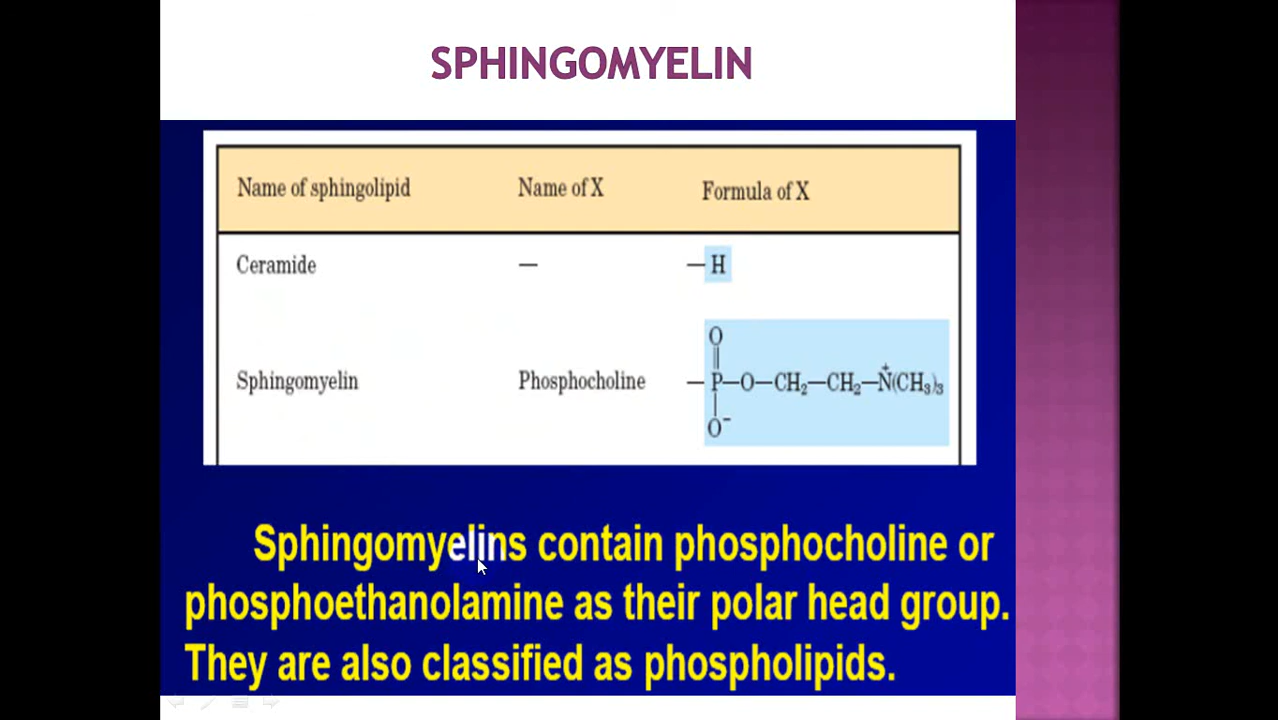 SPHINGOMYELIN
Name of sphingolipid Name of X Formula of X
Ceramide — —H
O
||
Sphingomyelin Phosphocholine —P—O—CH₂—CH₂—N⁺(CH₃)₃
|
O⁻
Sphingomyelins contain phosphocholine or
phosphoethanolamine as their polar head group.
They are also classified as phospholipids.